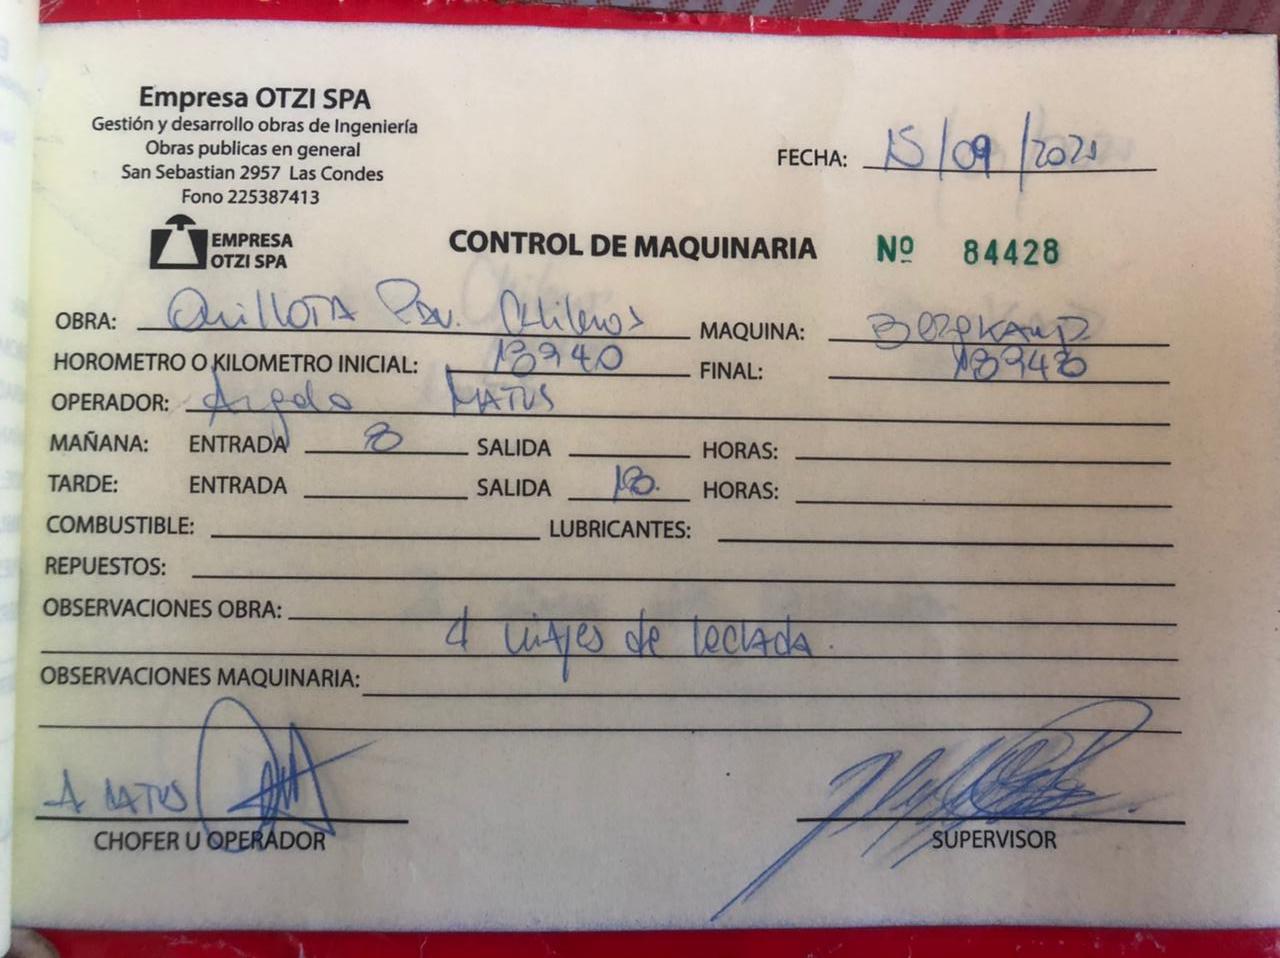 Empresa OTZI SPA
Gestión y desarrollo obras de Ingeniería
Obras publicas en general
San Sebastian 2957 Las Condes
Fono 225387413
FECHA: 15/09/2021
EMPRESA
OTZI SPA
CONTROL DE MAQUINARIA Nº 84428
OBRA: Quillota Pav. Chilenos MAQUINA:
HOROMETRO O KILOMETRO INICIAL: 13940 FINAL: 13943
OPERADOR: Angelo MATUS
MAÑANA: ENTRADA 8 SALIDA HORAS:
TARDE: ENTRADA SALIDA 18. HORAS:
COMBUSTIBLE: LUBRICANTES:
REPUESTOS:
OBSERVACIONES OBRA:
4 viajes de lechada.
OBSERVACIONES MAQUINARIA:
A MATUS
CHOFER U OPERADOR SUPERVISOR